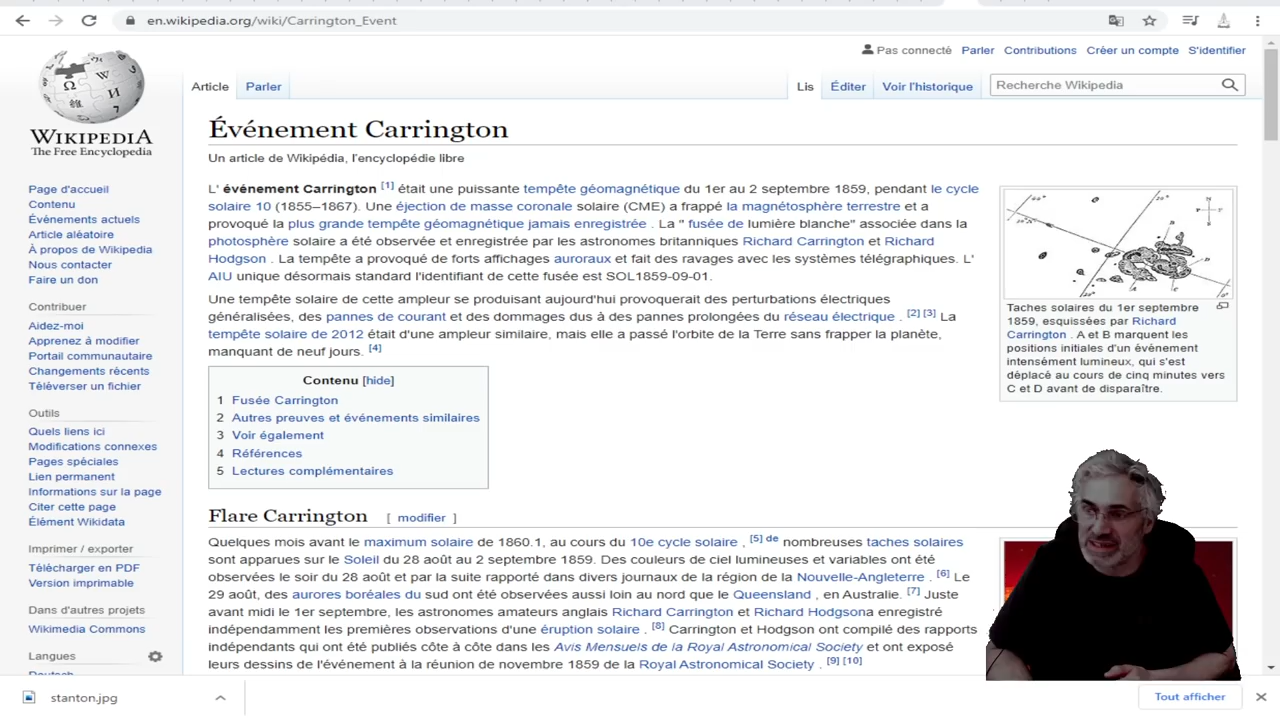 en.wikipedia.org/wiki/Carrington_Event
Pas connecté Parler Contributions Créer un compte S'identifier
Article Parler Lis Éditer Voir l'historique Recherche Wikipedia
WIKIPEDIA
The Free Encyclopedia
Page d'accueil
Contenu
Événements actuels
Article aléatoire
À propos de Wikipedia
Nous contacter
Faire un don
Contribuer
Aidez-moi
Apprenez à modifier
Portail communautaire
Changements récents
Téléverser un fichier
Outils
Quels liens ici
Modifications connexes
Pages spéciales
Lien permanent
Informations sur la page
Citer cette page
Élément Wikidata
Imprimer / exporter
Télécharger en PDF
Version imprimable
Dans d'autres projets
Wikimedia Commons
Langues
Événement Carrington
Un article de Wikipédia, l'encyclopédie libre
L' événement Carrington [1] était une puissante tempête géomagnétique du 1er au 2 septembre 1859, pendant le cycle
solaire 10 (1855–1867). Une éjection de masse coronale solaire (CME) a frappé la magnétosphère terrestre et a
provoqué la plus grande tempête géomagnétique jamais enregistrée . La " fusée de lumière blanche" associée dans la
photosphère solaire a été observée et enregistrée par les astronomes britanniques Richard Carrington et Richard
Hodgson . La tempête a provoqué de forts affichages auroraux et fait des ravages avec les systèmes télégraphiques. L'
AIU unique désormais standard l'identifiant de cette fusée est SOL1859-09-01.
Une tempête solaire de cette ampleur se produisant aujourd'hui provoquerait des perturbations électriques
généralisées, des pannes de courant et des dommages dus à des pannes prolongées du réseau électrique . [2] [3] La
tempête solaire de 2012 était d'une ampleur similaire, mais elle a passé l'orbite de la Terre sans frapper la planète,
manquant de neuf jours. [4]
Taches solaires du 1er septembre
1859, esquissées par Richard
Carrington . A et B marquent les
positions initiales d'un événement
intensément lumineux, qui s'est
déplacé au cours de cinq minutes vers
C et D avant de disparaître.
Contenu [hide]
1 Fusée Carrington
2 Autres preuves et événements similaires
3 Voir également
4 Références
5 Lectures complémentaires
Flare Carrington [ modifier ]
Quelques mois avant le maximum solaire de 1860.1, au cours du 10e cycle solaire , [5] de nombreuses taches solaires
sont apparues sur le Soleil du 28 août au 2 septembre 1859. Des couleurs de ciel lumineuses et variables ont été
observées le soir du 28 août et par la suite rapporté dans divers journaux de la région de la Nouvelle-Angleterre . [6] Le
29 août, des aurores boréales du sud ont été observées aussi loin au nord que le Queensland , en Australie. [7] Juste
avant midi le 1er septembre, les astronomes amateurs anglais Richard Carrington et Richard Hodgsona enregistré
indépendamment les premières observations d'une éruption solaire . [8] Carrington et Hodgson ont compilé des rapports
indépendants qui ont été publiés côte à côte dans les Avis Mensuels de la Royal Astronomical Society et ont exposé
leurs dessins de l'événement à la réunion de novembre 1859 de la Royal Astronomical Society . [9] [10]
stanton.jpg
Tout afficher